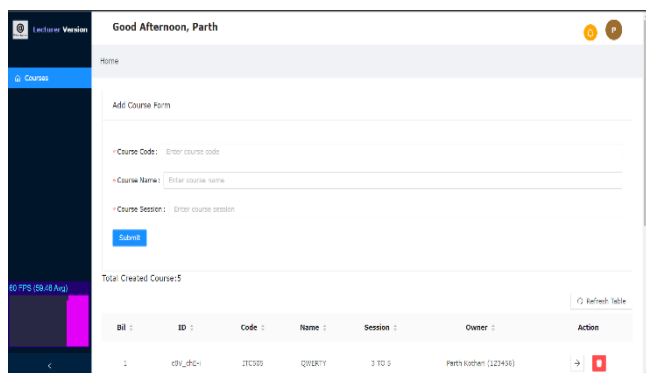 Lecturer Version
Good Afternoon, Parth
P
Home
Courses
Add Course Form
* Course Code: Enter course code
* Course Name: Enter course name
* Course Session: Enter course session
Submit
Total Created Course:5
60 FPS (59.48 Avg)
Refresh Table
Bil ID Code Name Session Owner Action
1 ITC505 QWERTY 3 TO 5 Parth Kothari (123456)